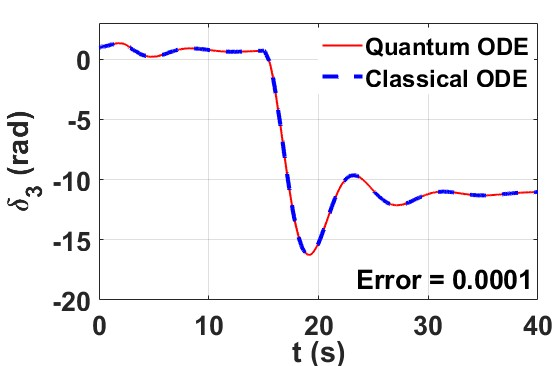 Quantum ODE
Classical ODE
0
-5
-10
-15
-20
δ3 (rad)
Error = 0.0001
0 10 20 30 40
t (s)